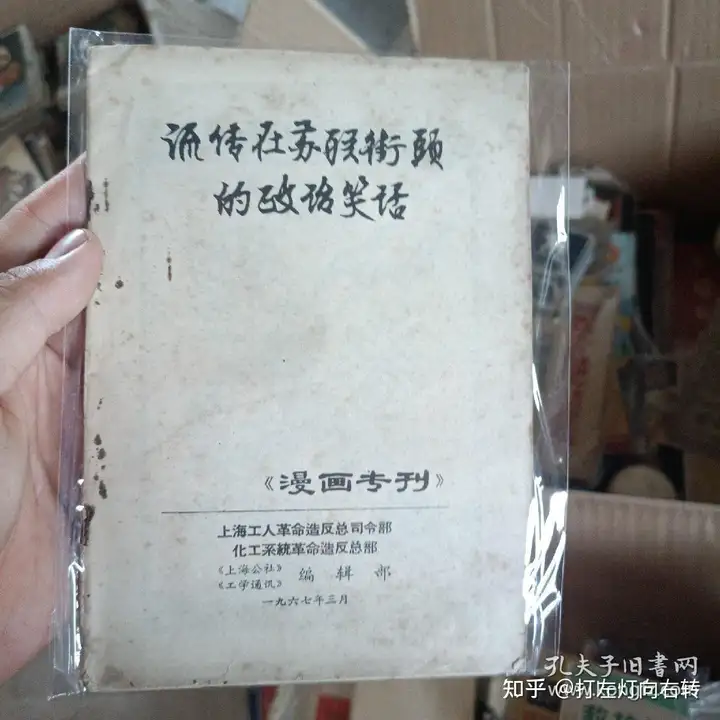 流传在苏联街头
的政治笑话
《漫画专刊》
上海工人革命造反总司令部
化工系統革命造反总部
《上海公社》
《工学通讯》
编辑部
一九六七年三月
孔夫子旧書网
知乎 @打左灯向右转